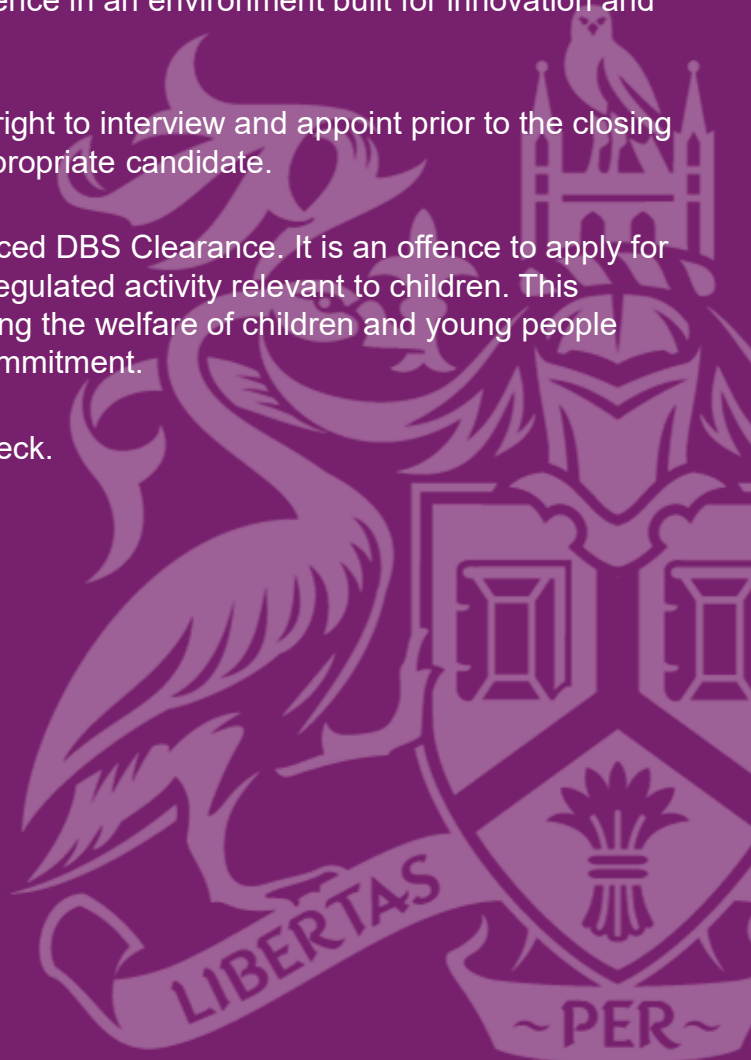 ence in an environment built for innovation and
right to interview and appoint prior to the closing
propriate candidate.
ced DBS Clearance. It is an offence to apply for
egulated activity relevant to children. This
ng the welfare of children and young people
mmitment.
eck.
LIBERTAS
~PER~